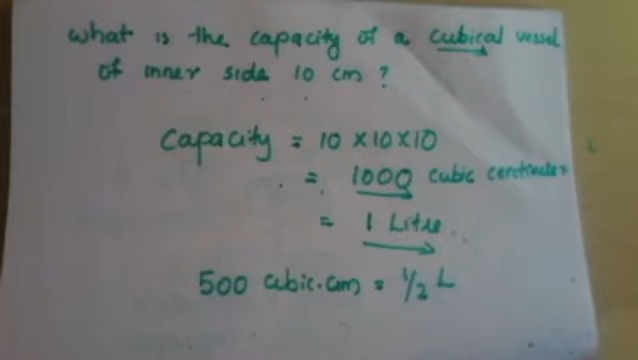 what is the capacity of a cubical vessel
of inner side 10 cm ?
Capacity = 10 × 10 × 10
= 1000 cubic centimeter
= 1 Litre
500 cubic.cm = 1/2 L